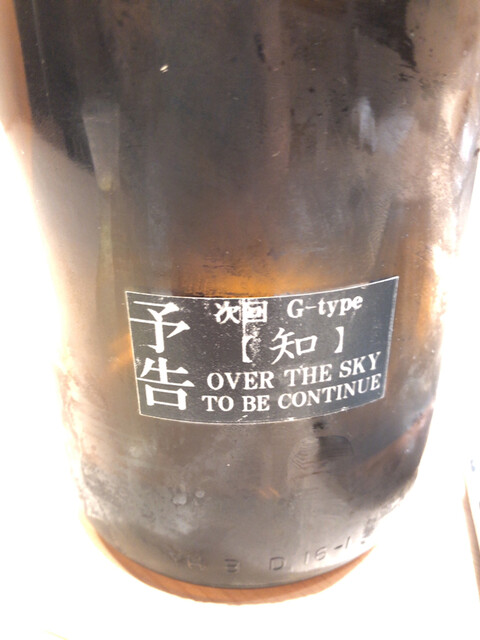 予告
次回 G-type
【知】
OVER THE SKY
TO BE CONTINUE